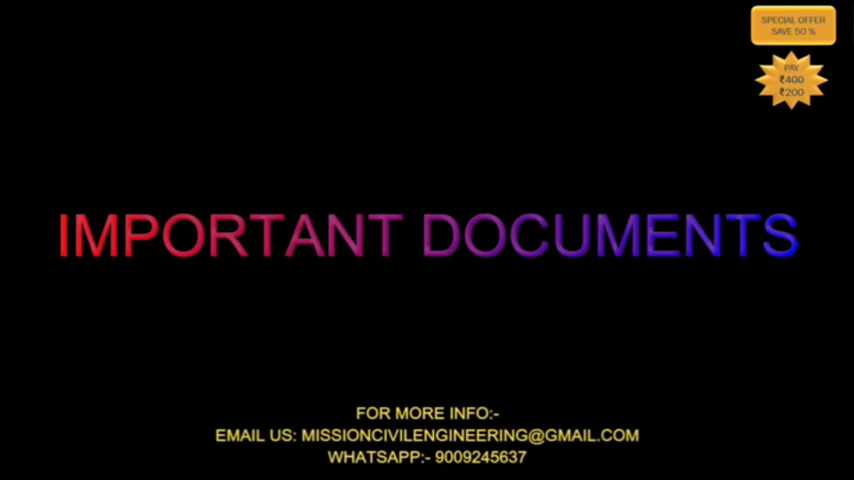 SPECIAL OFFER
SAVE 50 %
PAY
₹400
₹200
IMPORTANT DOCUMENTS
FOR MORE INFO:-
EMAIL US: MISSIONCIVILENGINEERING@GMAIL.COM
WHATSAPP:- 9009245637